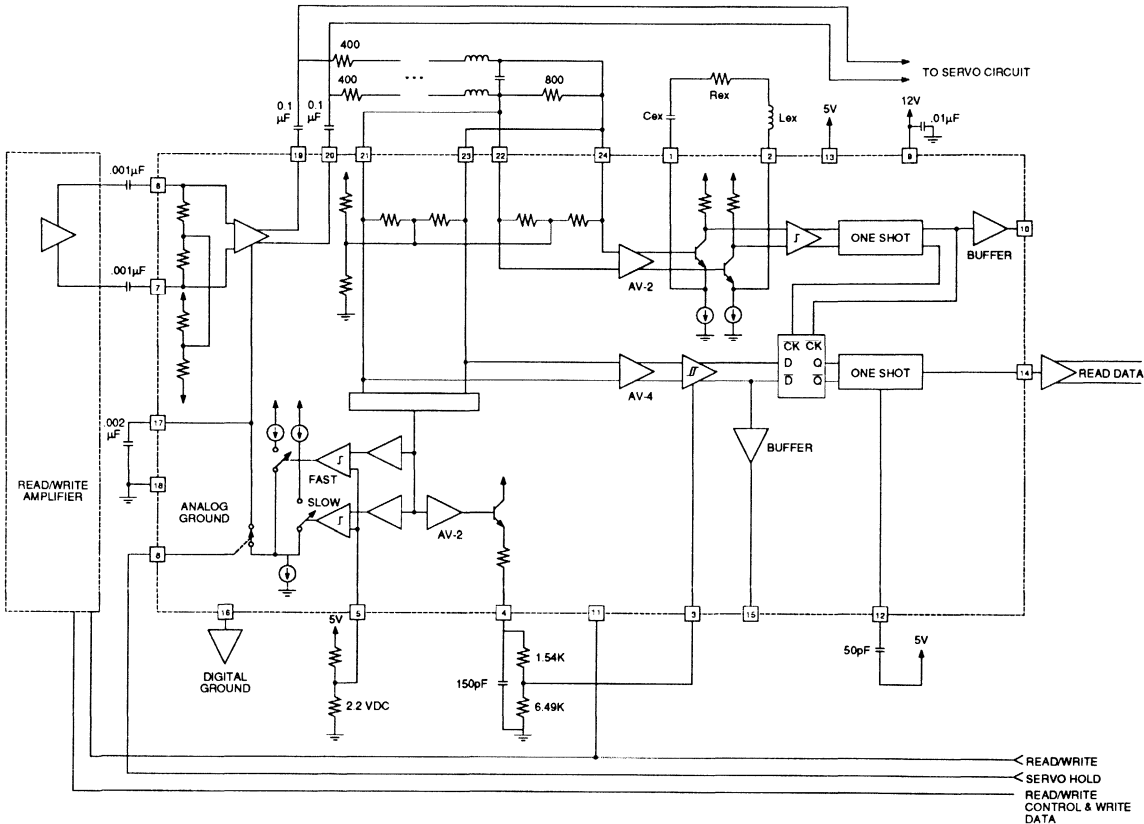 400
TO SERVO CIRCUIT
Rex
400
800
Cex
Lex
5V
12V
.01µF
0.1
µF
0.1
µF
19
20
21
23
22
24
1
2
13
9
.001µF
6
AV-2
ONE SHOT
BUFFER
10
.001µF
7
CK CK
D Q
D Q
AV-4
ONE SHOT
14
READ DATA
.002
µF
17
18
READ/WRITE
AMPLIFIER
ANALOG
GROUND
FAST
SLOW
AV-2
BUFFER
8
16
5
4
11
3
15
12
DIGITAL
GROUND
5V
2.2 VDC
150pF
1.54K
6.49K
50pF
5V
READ/WRITE
SERVO HOLD
READ/WRITE
CONTROL & WRITE
DATA